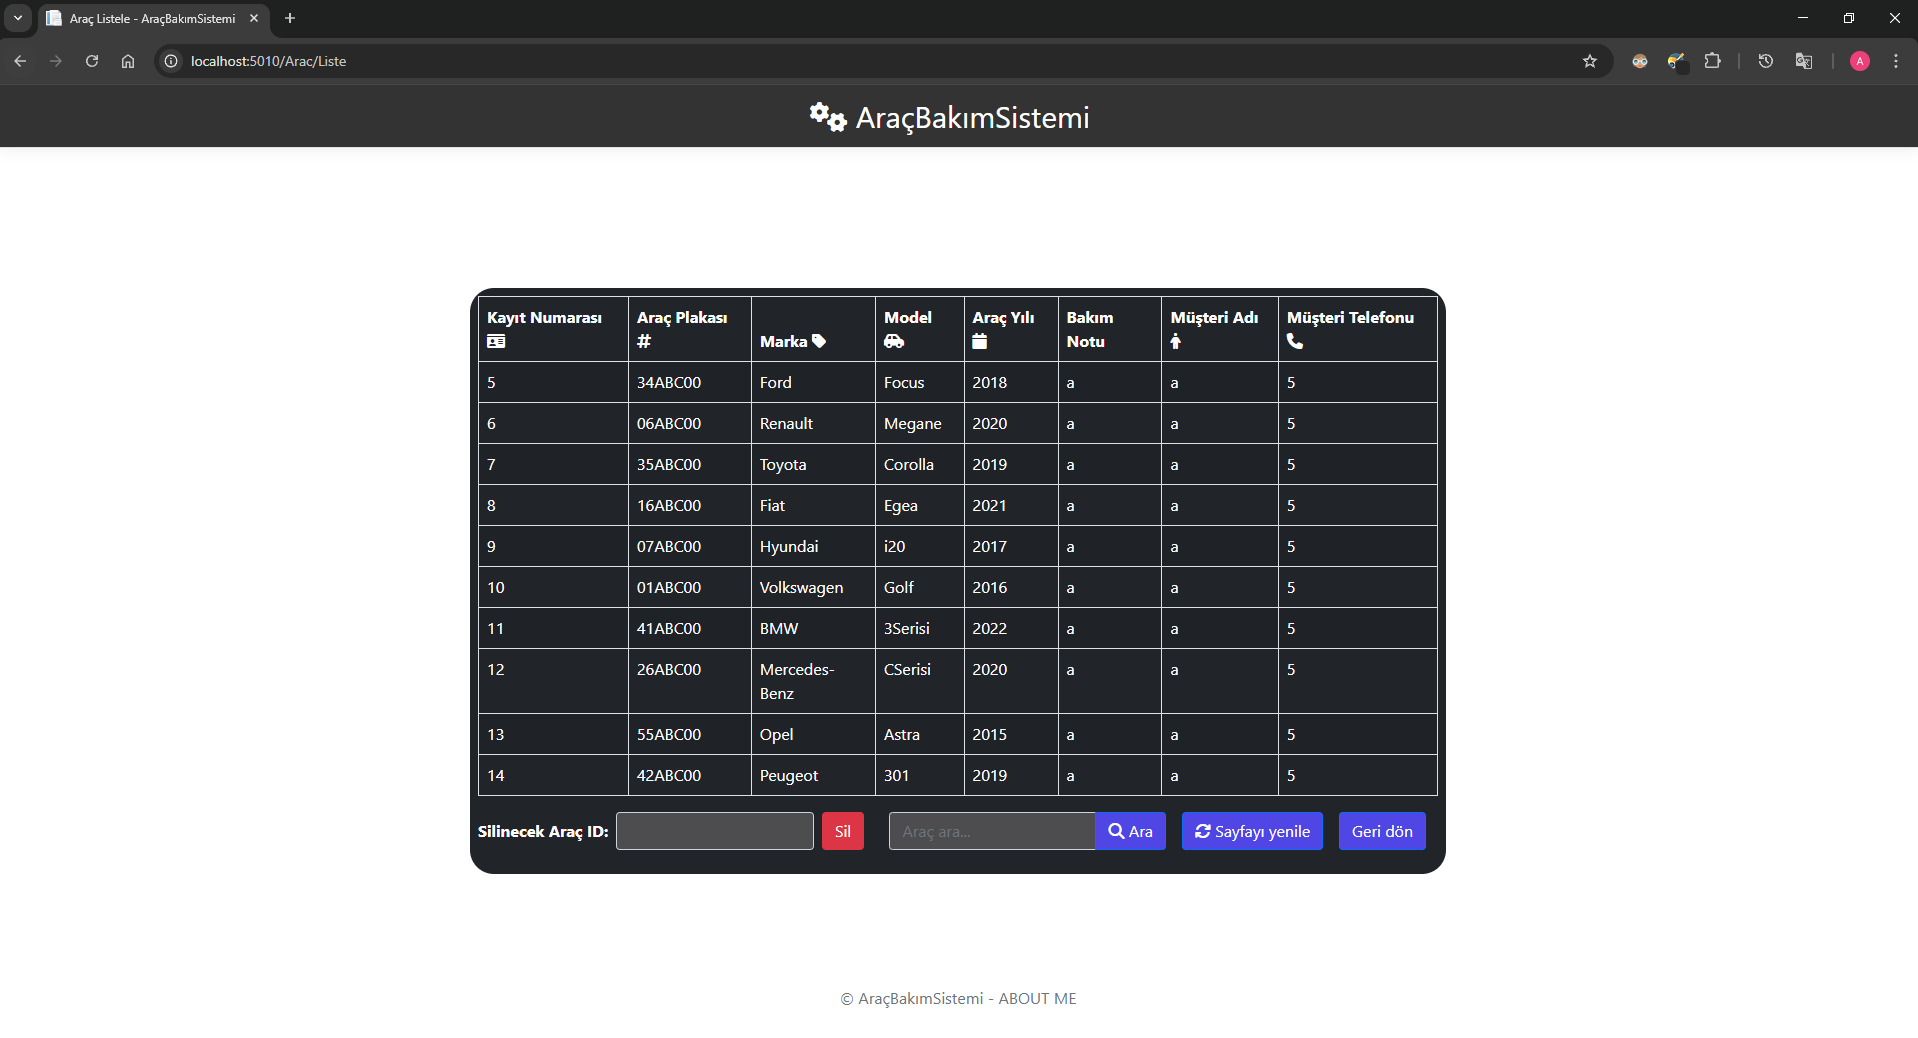 Araç Listele - AraçBakımSistemi
localhost:5010/Arac/Liste
A
AraçBakımSistemi
Kayıt Numarası Araç Plakası Marka Model Araç Yılı Bakım Notu Müşteri Adı Müşteri Telefonu
5 34ABC00 Ford Focus 2018 a a 5
6 06ABC00 Renault Megane 2020 a a 5
7 35ABC00 Toyota Corolla 2019 a a 5
8 16ABC00 Fiat Egea 2021 a a 5
9 07ABC00 Hyundai i20 2017 a a 5
10 01ABC00 Volkswagen Golf 2016 a a 5
11 41ABC00 BMW 3Serisi 2022 a a 5
12 26ABC00 Mercedes-Benz CSerisi 2020 a a 5
13 55ABC00 Opel Astra 2015 a a 5
14 42ABC00 Peugeot 301 2019 a a 5
Silinecek Araç ID: Sil Araç ara... Ara Sayfayı yenile Geri dön
© AraçBakımSistemi - ABOUT ME